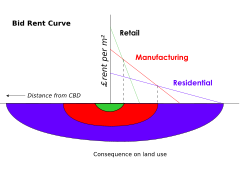 Bid Rent Curve
Retail
£rent per m²
Manufacturing
Residential
Distance from CBD
Consequence on land use